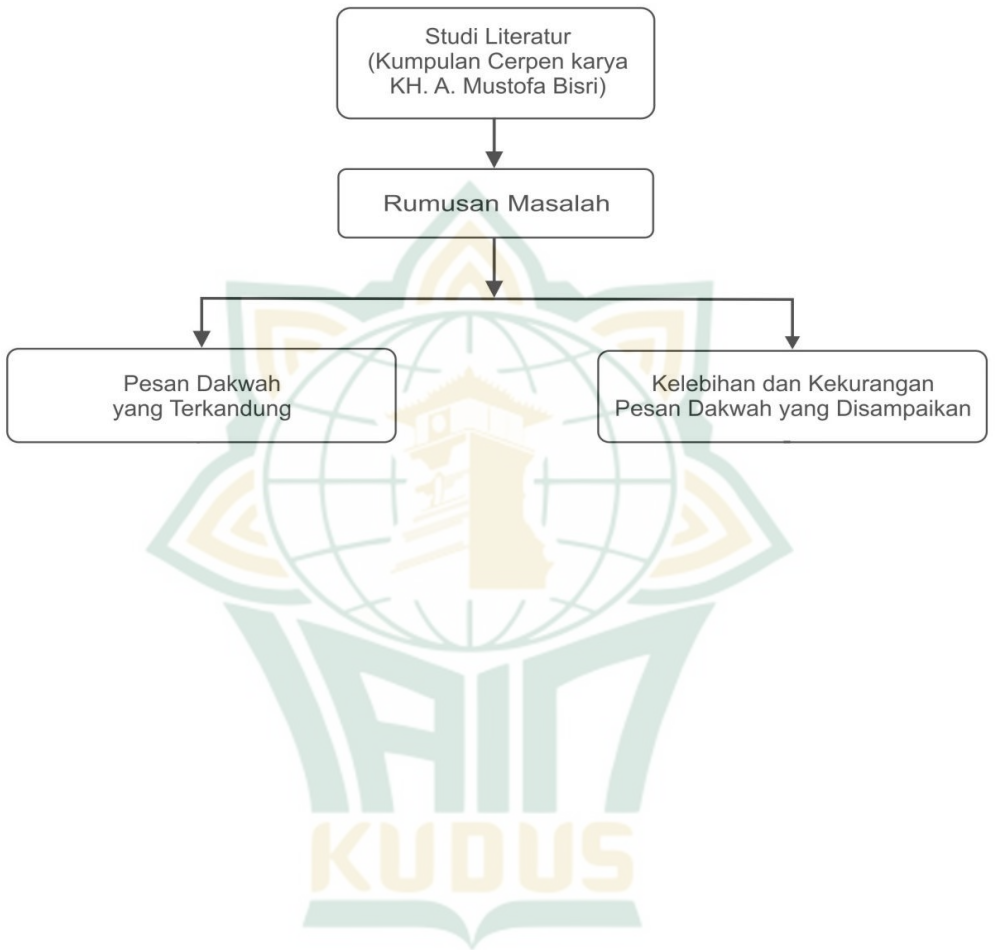 Studi Literatur
(Kumpulan Cerpen karya
KH. A. Mustofa Bisri)
Rumusan Masalah
Pesan Dakwah
yang Terkandung
Kelebihan dan Kekurangan
Pesan Dakwah yang Disampaikan
IAIN
KUDUS